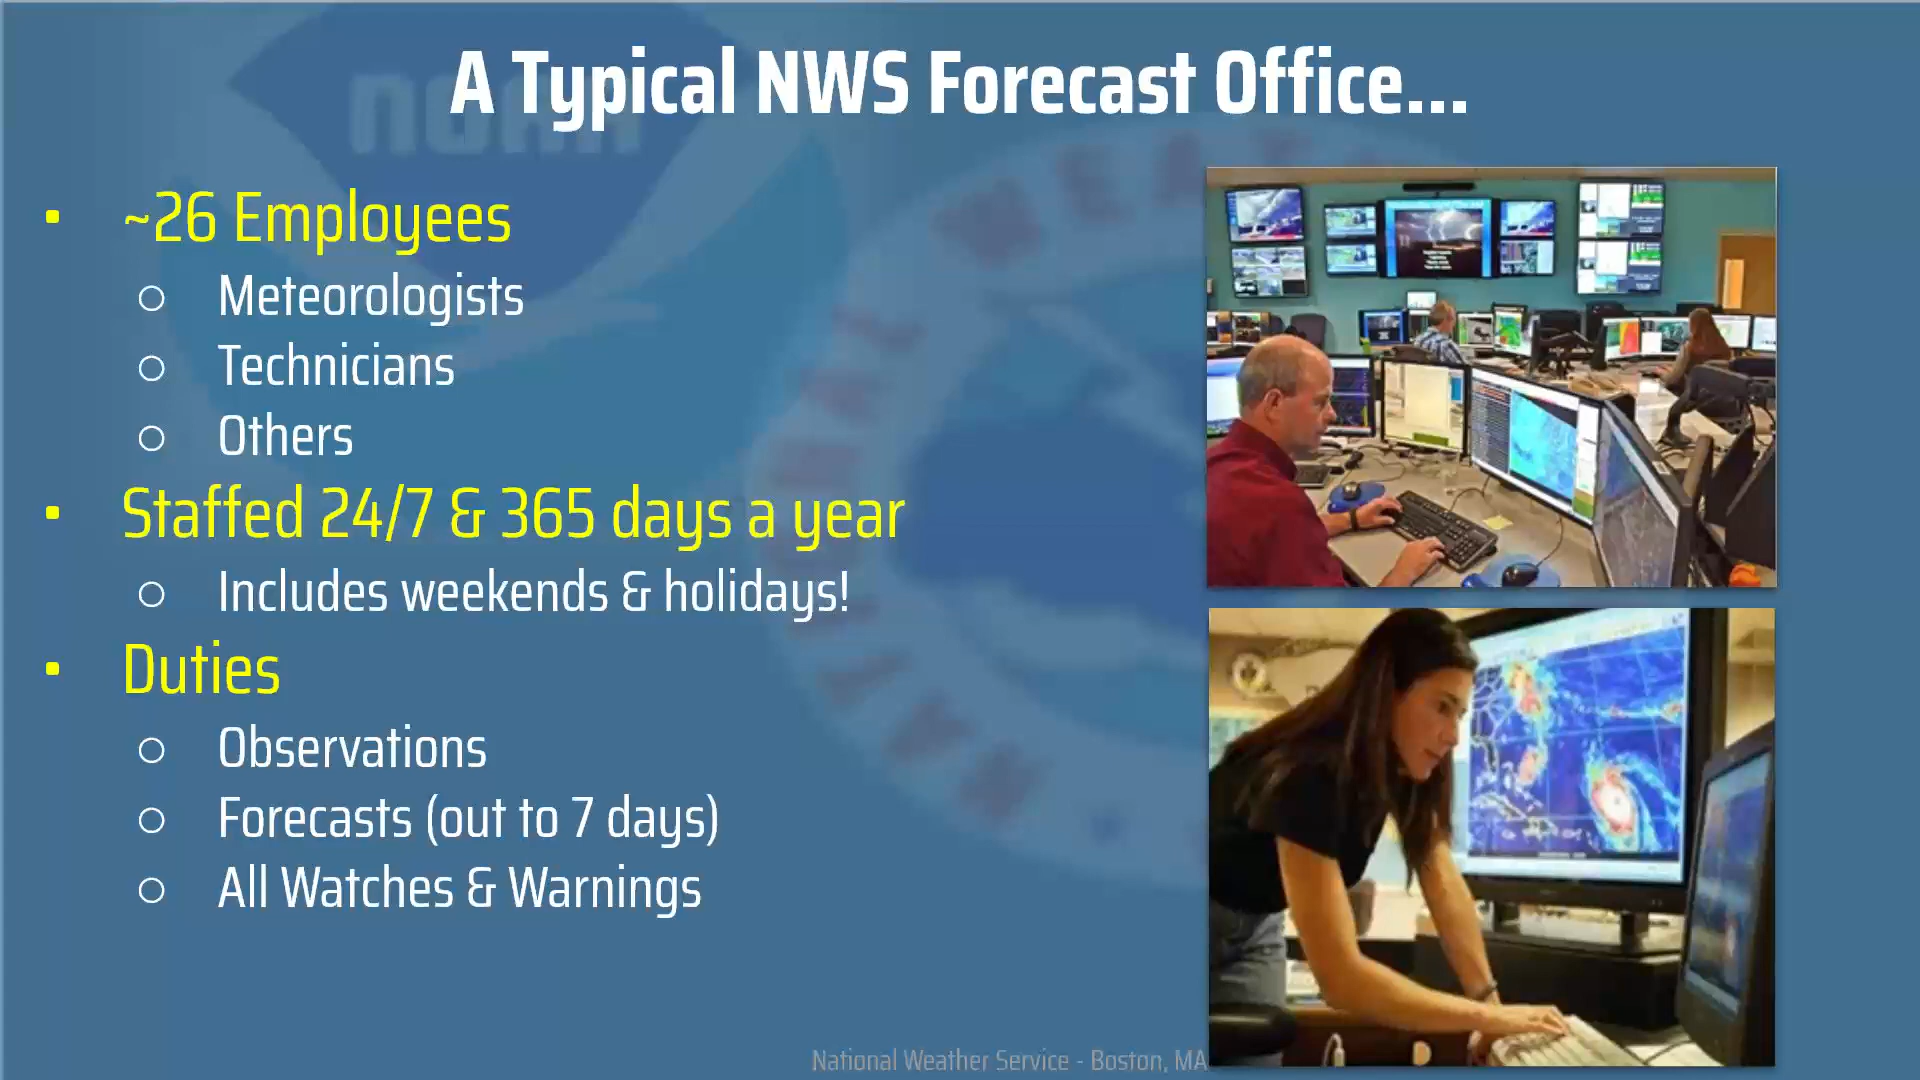 noaa
A Typical NWS Forecast Office...
▪ ~26 Employees
○ Meteorologists
○ Technicians
○ Others
▪ Staffed 24/7 & 365 days a year
○ Includes weekends & holidays!
▪ Duties
○ Observations
○ Forecasts (out to 7 days)
○ All Watches & Warnings
National Weather Service - Boston, MA